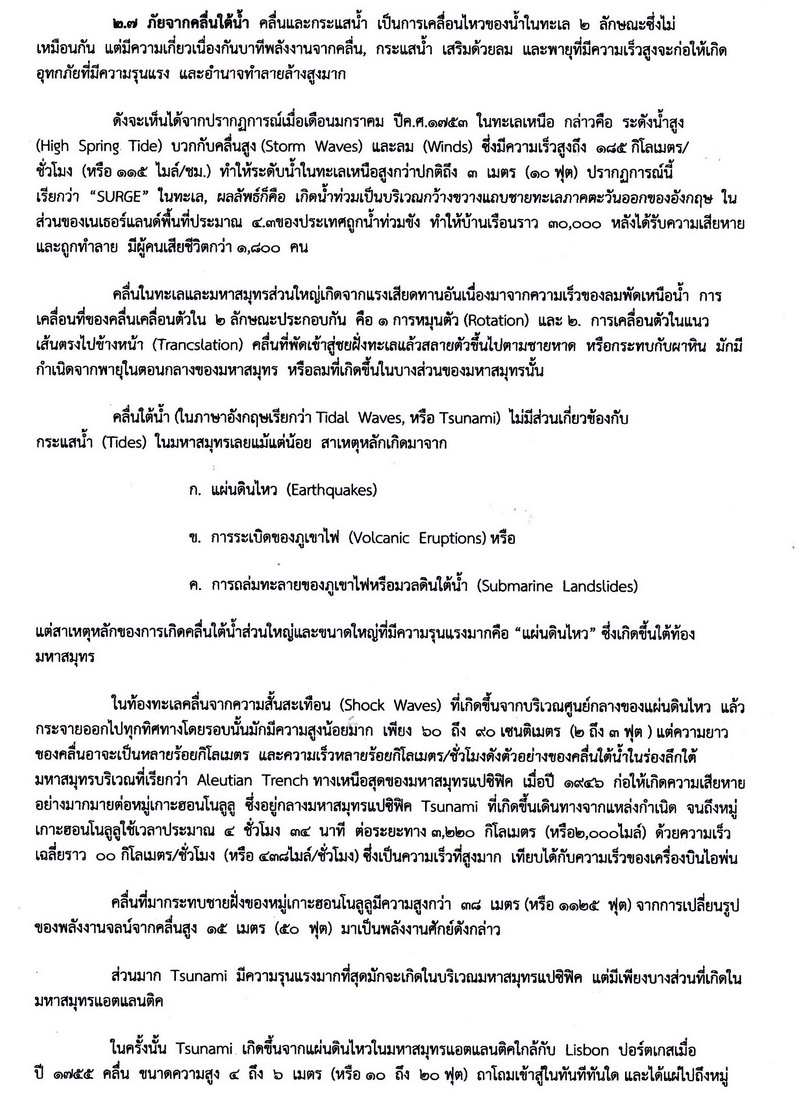 ๒.๗ ภัยจากคลื่นใต้น้ำ คลื่นและกระแสน้ำ เป็นการเคลื่อนไหวของน้ำในทะเล ๒ ลักษณะซึ่งไม่
เหมือนกัน แต่มีความเกี่ยวเนื่องกันบาทีพลังงานจากคลื่น, กระแสน้ำ เสริมด้วยลม และพายุที่มีความเร็วสูงจะก่อให้เกิด
อุทกภัยที่มีความรุนแรง และอำนาจทำลายล้างสูงมาก
ดังจะเห็นได้จากปรากฏการณ์เมื่อเดือนมกราคม ปีค.ศ.๑๗๕๓ ในทะเลเหนือ กล่าวคือ ระดังน้ำสูง
(High Spring Tide) บวกกับคลื่นสูง (Storm Waves) และลม (Winds) ซึ่งมีความเร็วสูงถึง ๑๘๕ กิโลเมตร/
ชั่วโมง (หรือ ๑๑๕ ไมล์/ชม.) ทำให้ระดับน้ำในทะเลเหนือสูงกว่าปกติถึง ๓ เมตร (๑๐ ฟุต) ปรากฏการณ์นี้
เรียกว่า “SURGE” ในทะเล, ผลลัพธ์ก็คือ เกิดน้ำท่วมเป็นบริเวณกว้างขวางแถบชายทะเลภาคตะวันออกของอังกฤษ ใน
ส่วนของเนเธอร์แลนด์พื้นที่ประมาณ ๔.๓ของประเทศถูกน้ำท่วมขัง ทำให้บ้านเรือนราว ๓๐,๐๐๐ หลังได้รับความเสียหาย
และถูกทำลาย มีผู้คนเสียชีวิตกว่า ๑,๘๐๐ คน
คลื่นในทะเลและมหาสมุทรส่วนใหญ่เกิดจากแรงเสียดทานอันเนื่องมาจากความเร็วของลมพัดเหนือน้ำ การ
เคลื่อนที่ของคลื่นเคลื่อนตัวใน ๒ ลักษณะประกอบกัน คือ ๑ การหมุนตัว (Rotation) และ ๒. การเคลื่อนตัวในแนว
เส้นตรงไปข้างหน้า (Trancslation) คลื่นที่พัดเข้าสู่ชยฝั่งทะเลแล้วสลายตัวขึ้นไปตามชายหาด หรือกระทบกับผาหิน มักมี
กำเนิดจากพายุในตอนกลางของมหาสมุทร หรือลมที่เกิดขึ้นในบางส่วนของมหาสมุทรนั้น
คลื่นใต้น้ำ (ในภาษาอังกฤษเรียกว่า Tidal Waves, หรือ Tsunami) ไม่มีส่วนเกี่ยวข้องกับ
กระแสน้ำ (Tides) ในมหาสมุทรเลยแม้แต่น้อย สาเหตุหลักเกิดมาจาก
ก. แผ่นดินไหว (Earthquakes)
ข. การระเบิดของภูเขาไฟ (Volcanic Eruptions) หรือ
ค. การถล่มทะลายของภูเขาไฟหรือมวลดินใต้น้ำ (Submarine Landslides)
แต่สาเหตุหลักของการเกิดคลื่นใต้น้ำส่วนใหญ่และขนาดใหญ่ที่มีความรุนแรงมากคือ “แผ่นดินไหว” ซึ่งเกิดขึ้นใต้ท้อง
มหาสมุทร
ในท้องทะเลคลื่นจากความสั้นสะเทือน (Shock Waves) ที่เกิดขึ้นจากบริเวณศูนย์กลางของแผ่นดินไหว แล้ว
กระจายออกไปทุกทิศทางโดยรอบนั้นมักมีความสูงน้อยมาก เพียง ๖๐ ถึง ๙๐ เซนติเมตร (๒ ถึง ๓ ฟุต ) แต่ความยาว
ของคลื่นอาจะเป็นหลายร้อยกิโลเมตร และความเร็วหลายร้อยกิโลเมตร/ชั่วโมงดังตัวอย่างของคลื่นใต้น้ำในร่องลึกใต้
มหาสมุทรบริเวณที่เรียกว่า Aleutian Trench ทางเหนือสุดของมหาสมุทรแปซิฟิค เมื่อปี ๑๙๔๖ ก่อให้เกิดความเสียหาย
อย่างมากมายต่อหมู่เกาะฮอนโนลูลู ซึ่งอยู่กลางมหาสมุทรแปซิฟิค Tsunami ที่เกิดขึ้นเดินทางจากแหล่งกำเนิด จนถึงหมู่
เกาะฮอนโนลูลูใช้เวลาประมาณ ๔ ชั่วโมง ๓๔ นาที ต่อระยะทาง ๓,๒๒๐ กิโลเมตร (หรือ๒,๐๐๐ไมล์) ด้วยความเร็ว
เฉลี่ยราว ๐๐ กิโลเมตร/ชั่วโมง (หรือ ๔๓๘ไมล์/ชั่วโมง) ซึ่งเป็นความเร็วที่สูงมาก เทียบได้กับความเร็วของเครื่องบินไอพ่น
คลื่นที่มากระทบชายฝั่งของหมู่เกาะฮอนโนลูลูมีความสูงกว่า ๓๘ เมตร (หรือ ๑๑๒๕ ฟุต) จากการเปลี่ยนรูป
ของพลังงานจลน์จากคลื่นสูง ๑๕ เมตร (๕๐ ฟุต) มาเป็นพลังงานศักย์ดังกล่าว
ส่วนมาก Tsunami มีความรุนแรงมากที่สุดมักจะเกิดในบริเวณมหาสมุทรแปซิฟิค แต่มีเพียงบางส่วนที่เกิดใน
มหาสมุทรแอตแลนติค
ในครั้งนั้น Tsunami เกิดขึ้นจากแผ่นดินไหวในมหาสมุทรแอตแลนติคใกล้กับ Lisbon ปอร์ตเกสเมื่อ
ปี ๑๗๕๕ คลื่น ขนาดความสูง ๔ ถึง ๖ เมตร (หรือ ๑๐ ถึง ๒๐ ฟุต) ถาโถมเข้าสู่ในทันทีทันใด และได้แผ่ไปถึงหมู่